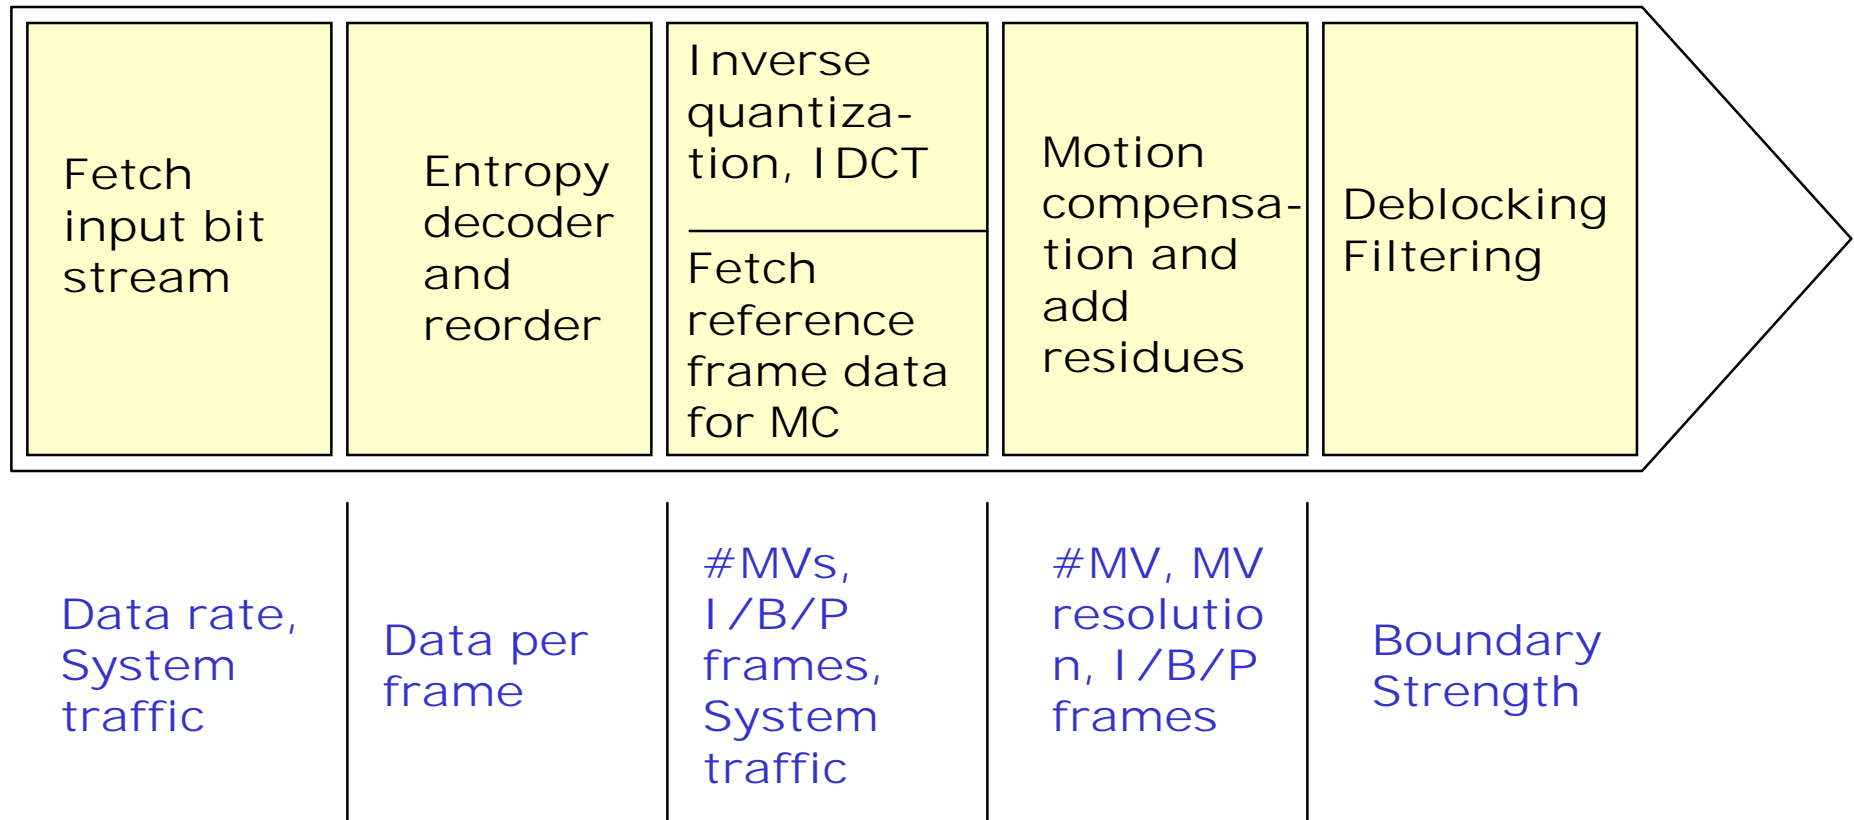 Fetch
input bit
stream
Entropy
decoder
and
reorder
Inverse
quantiza-
tion, IDCT
Fetch
reference
frame data
for MC
Motion
compensa-
tion and
add
residues
Deblocking
Filtering
Data rate,
System
traffic
Data per
frame
#MVs,
I/B/P
frames,
System
traffic
#MV, MV
resolutio
n, I/B/P
frames
Boundary
Strength